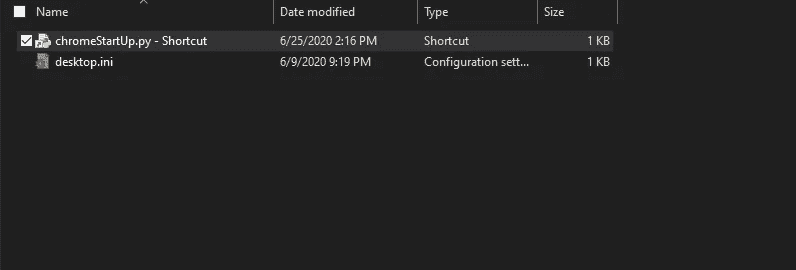 Name Date modified Type Size
chromeStartUp.py - Shortcut 6/25/2020 2:16 PM Shortcut 1 KB
desktop.ini 6/9/2020 9:19 PM Configuration sett... 1 KB